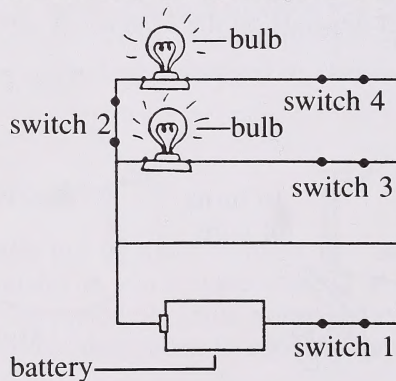 bulb
switch 4
switch 2
bulb
switch 3
switch 1
battery